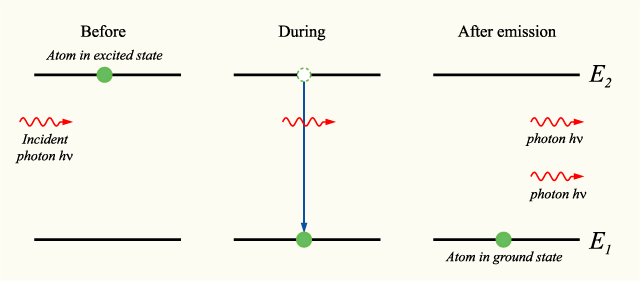 Before
During
After emission
Atom in excited state
E2
Incident
photon hν
photon hν
photon hν
E1
Atom in ground state